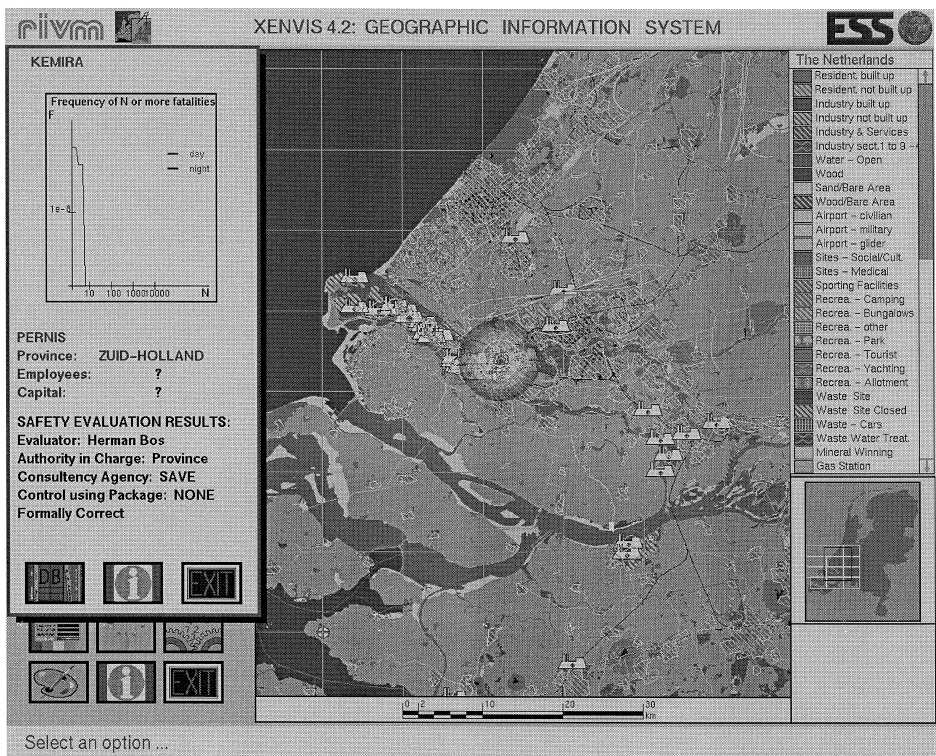 rivm
XENVIS 4.2: GEOGRAPHIC INFORMATION SYSTEM
ESS
KEMIRA
Frequency of N or more fatalities
F
day
night
1e-6
10 100 1000 10000 N
PERNIS
Province: ZUID-HOLLAND
Employees: ?
Capital: ?
SAFETY EVALUATION RESULTS:
Evaluator: Herman Bos
Authority in Charge: Province
Consultency Agency: SAVE
Control using Package: NONE
Formally Correct
DB
i
EXIT
i
EXIT
The Netherlands
Resident. built up
Resident. not built up
Industry built up
Industry not built up
Industry & Services
Industry sect.1 to 9 -
Water - Open
Wood
Sand/Bare Area
Wood/Bare Area
Airport - civilian
Airport - military
Airport - glider
Sites - Social/Cult.
Sites - Medical
Sporting Facilities
Recrea. - Camping
Recrea. - Bungalows
Recrea. - other
Recrea. - Park
Recrea. - Tourist
Recrea. - Yachting
Recrea. - Allotment
Waste Site
Waste Site Closed
Waste - Cars
Waste Water Treat.
Mineral Winning
Gas Station
0 2 10 20 30
km
Select an option ...